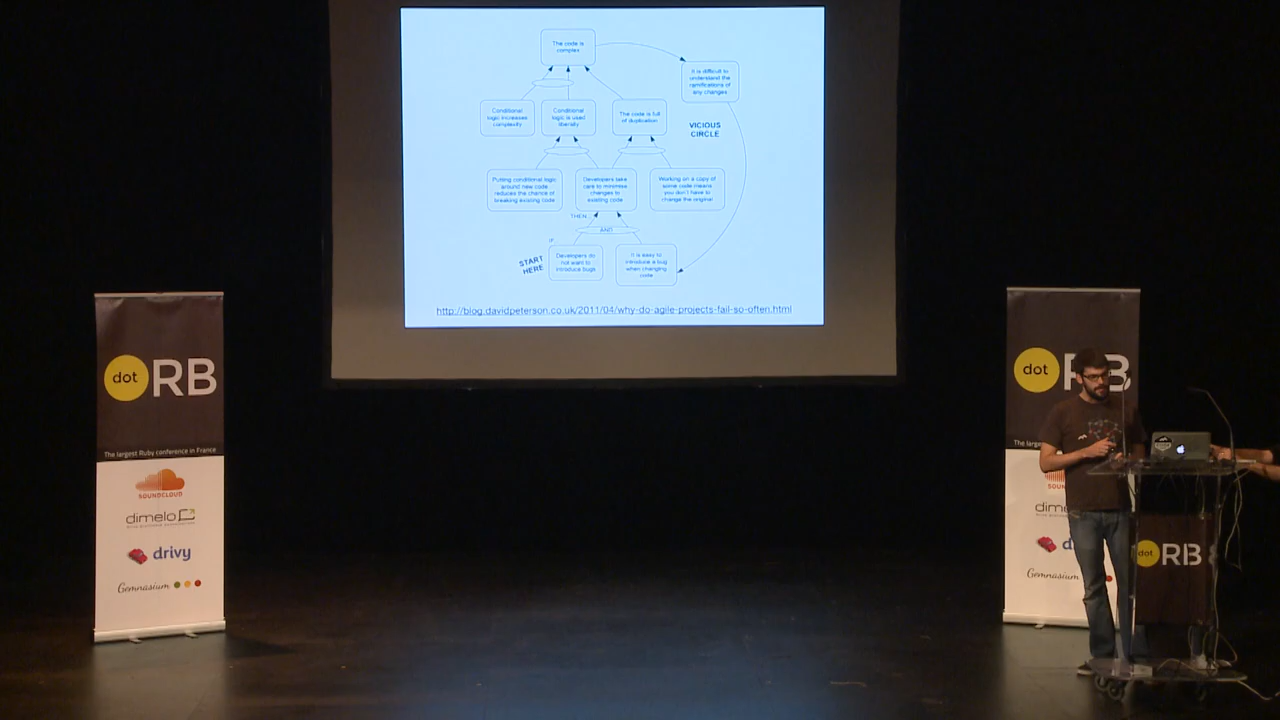 The code is
complex
It is difficult to
understand the
ramifications of
any changes
Conditional
logic increases
complexity
Conditional
logic is used
liberally
The code is full
of duplication
VICIOUS
CIRCLE
Putting conditional logic
around new code
reduces the chance of
breaking existing code
Developers take
care to minimise
changes to
existing code
Working on a copy of
some code means
you don't have to
change the original
THEN
AND
IF
START
HERE
Developers do
not want to
introduce bugs
It is easy to
introduce a bug
when changing
code
http://blog.davidpeterson.co.uk/2011/04/why-do-agile-projects-fail-so-often.html
dot RB
The largest Ruby conference in France
SOUNDCLOUD
dimelo
drivy
Gemnasium
dot RB
The larges
SOUN
dime
d
Gemnasium
dot RB